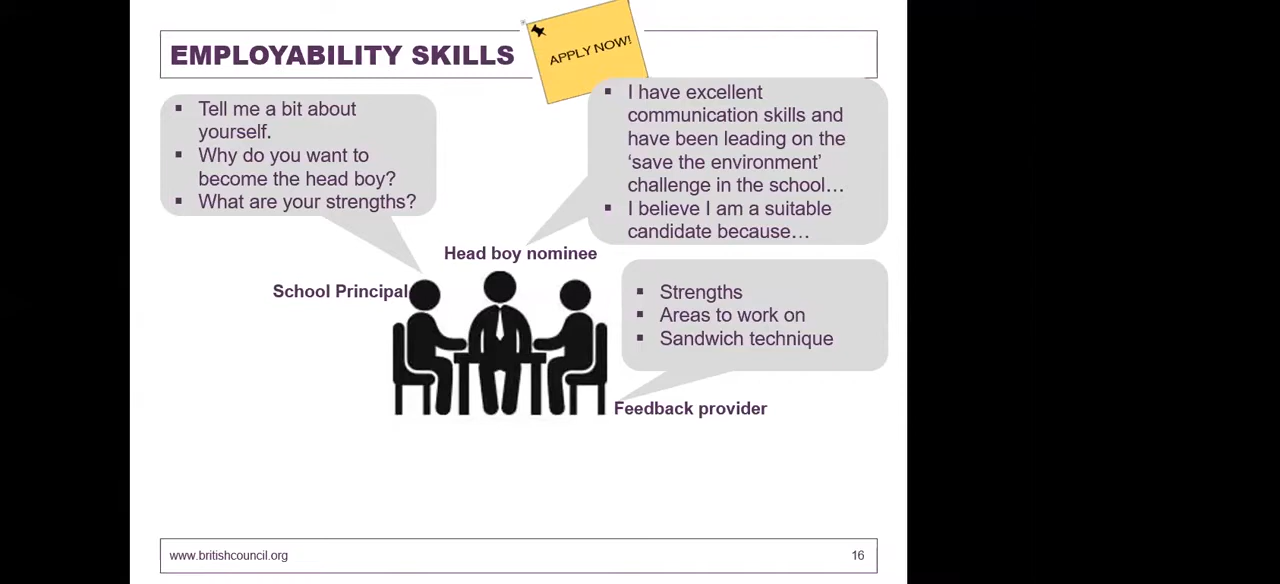 EMPLOYABILITY SKILLS
APPLY NOW!
▪ Tell me a bit about
yourself.
▪ Why do you want to
become the head boy?
▪ What are your strengths?
▪ I have excellent
communication skills and
have been leading on the
‘save the environment’
challenge in the school…
▪ I believe I am a suitable
candidate because…
Head boy nominee
School Principal
▪ Strengths
▪ Areas to work on
▪ Sandwich technique
Feedback provider
www.britishcouncil.org
16